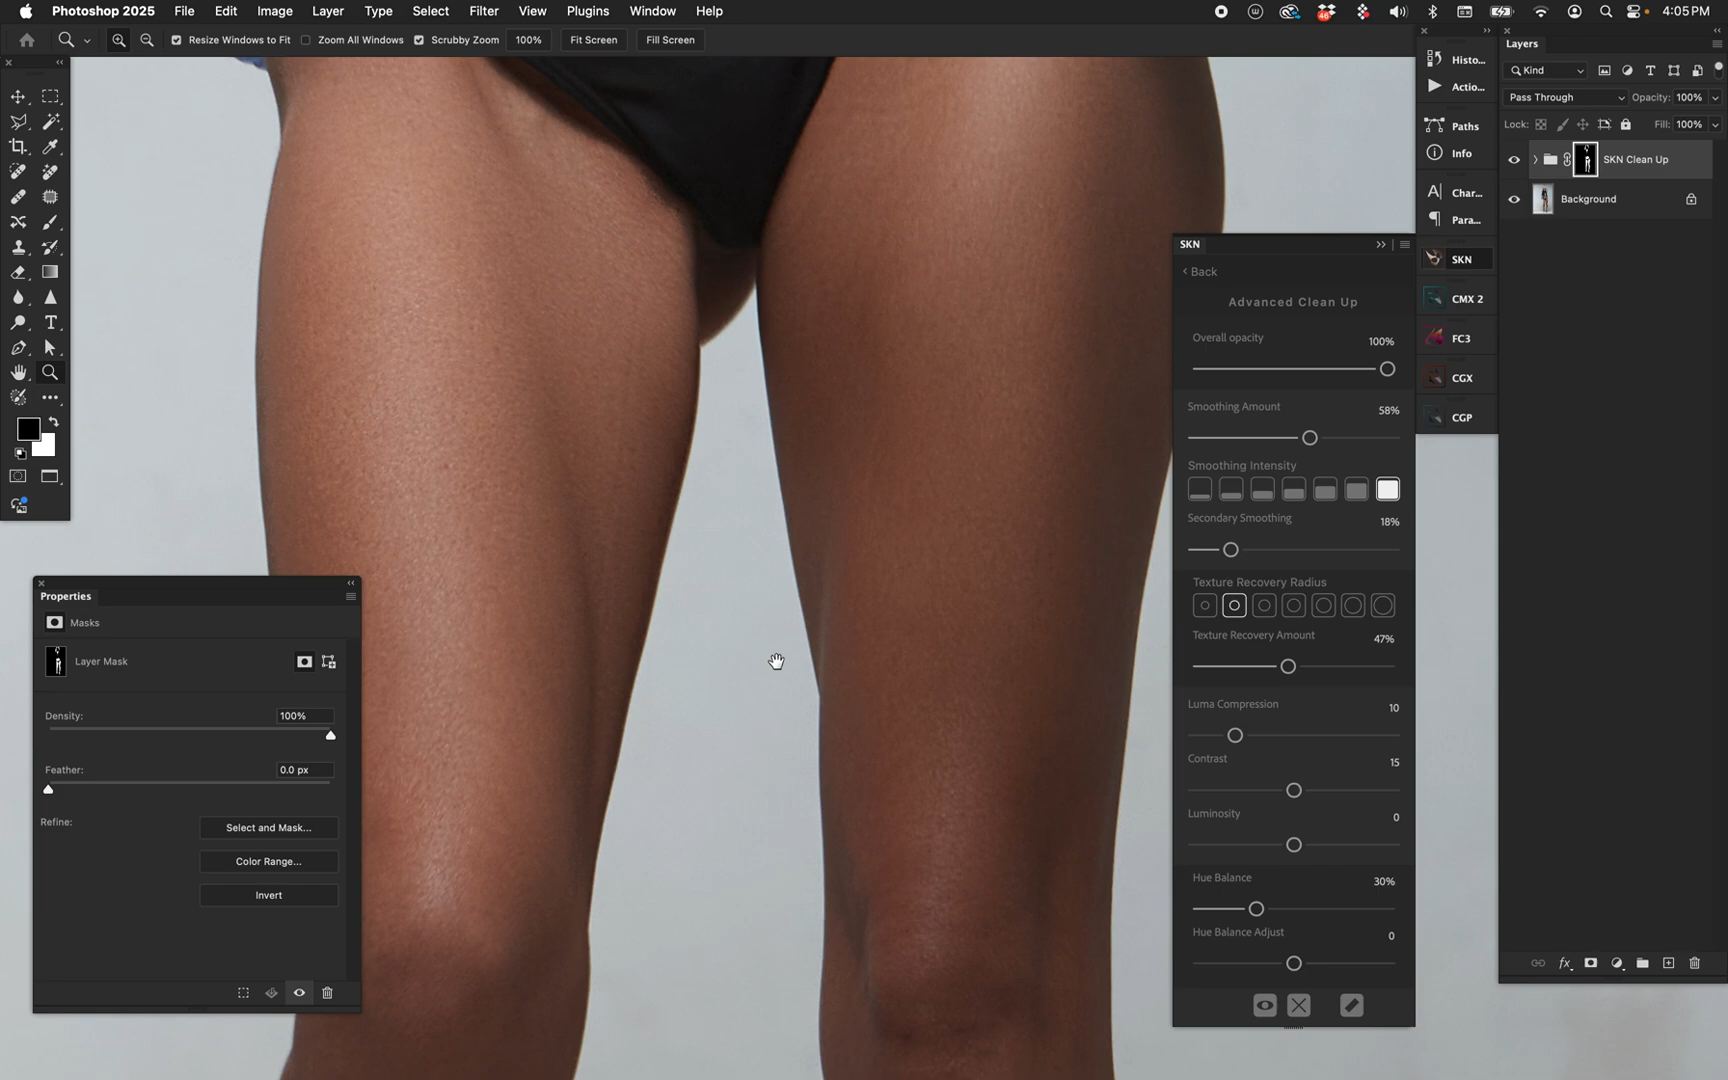 Photoshop 2025 File Edit Image Layer Type Select Filter View Plugins Window Help 46 4:05 PM
Resize Windows to Fit Zoom All Windows Scrubby Zoom 100% Fit Screen Fill Screen
Histo...
Actio...
Paths
Info
Char...
Para...
SKN
CMX 2
FC3
CGX
CGP
Layers
Kind
Pass Through Opacity: 100%
Lock: Fill: 100%
SKN Clean Up
Background
SKN
Back
Advanced Clean Up
Overall opacity 100%
Smoothing Amount 58%
Smoothing Intensity
Secondary Smoothing 18%
Texture Recovery Radius
Texture Recovery Amount 47%
Luma Compression 10
Contrast 15
Luminosity 0
Hue Balance 30%
Hue Balance Adjust 0
Properties
Masks
Layer Mask
Density: 100%
Feather: 0.0 px
Refine:
Select and Mask...
Color Range...
Invert